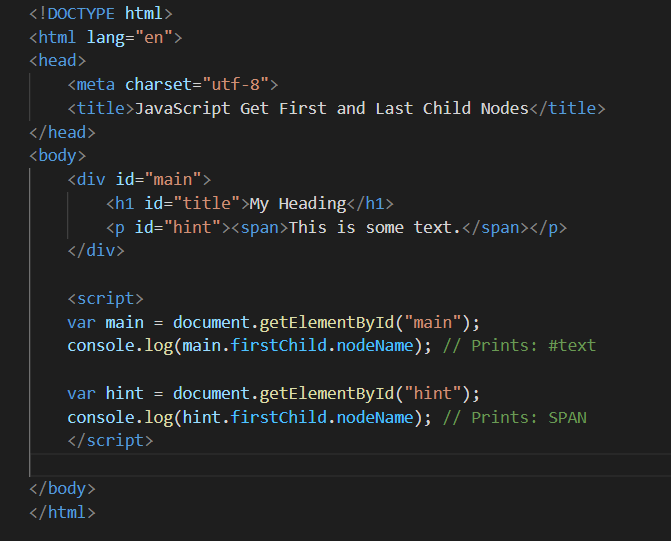 <!DOCTYPE html>
<html lang="en">
<head>
    <meta charset="utf-8">
    <title>JavaScript Get First and Last Child Nodes</title>
</head>
<body>
    <div id="main">
        <h1 id="title">My Heading</h1>
        <p id="hint"><span>This is some text.</span></p>
    </div>

    <script>
    var main = document.getElementById("main");
    console.log(main.firstChild.nodeName); // Prints: #text

    var hint = document.getElementById("hint");
    console.log(hint.firstChild.nodeName); // Prints: SPAN
    </script>

</body>
</html>